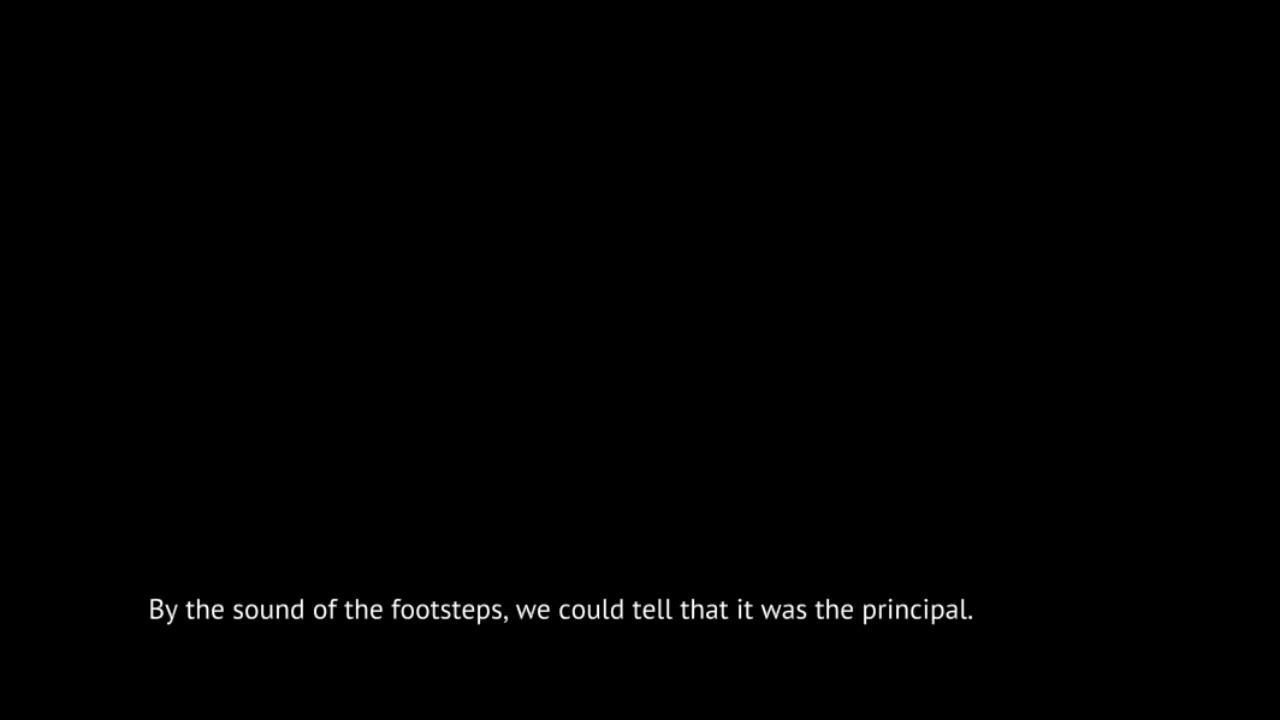 By the sound of the footsteps, we could tell that it was the principal.